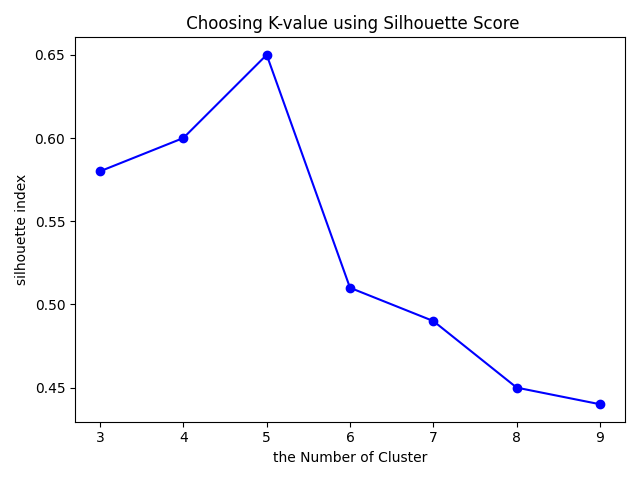 Choosing K-value using Silhouette Score
0.65
0.60
0.55
0.50
0.45
silhouette index
3 4 5 6 7 8 9
the Number of Cluster